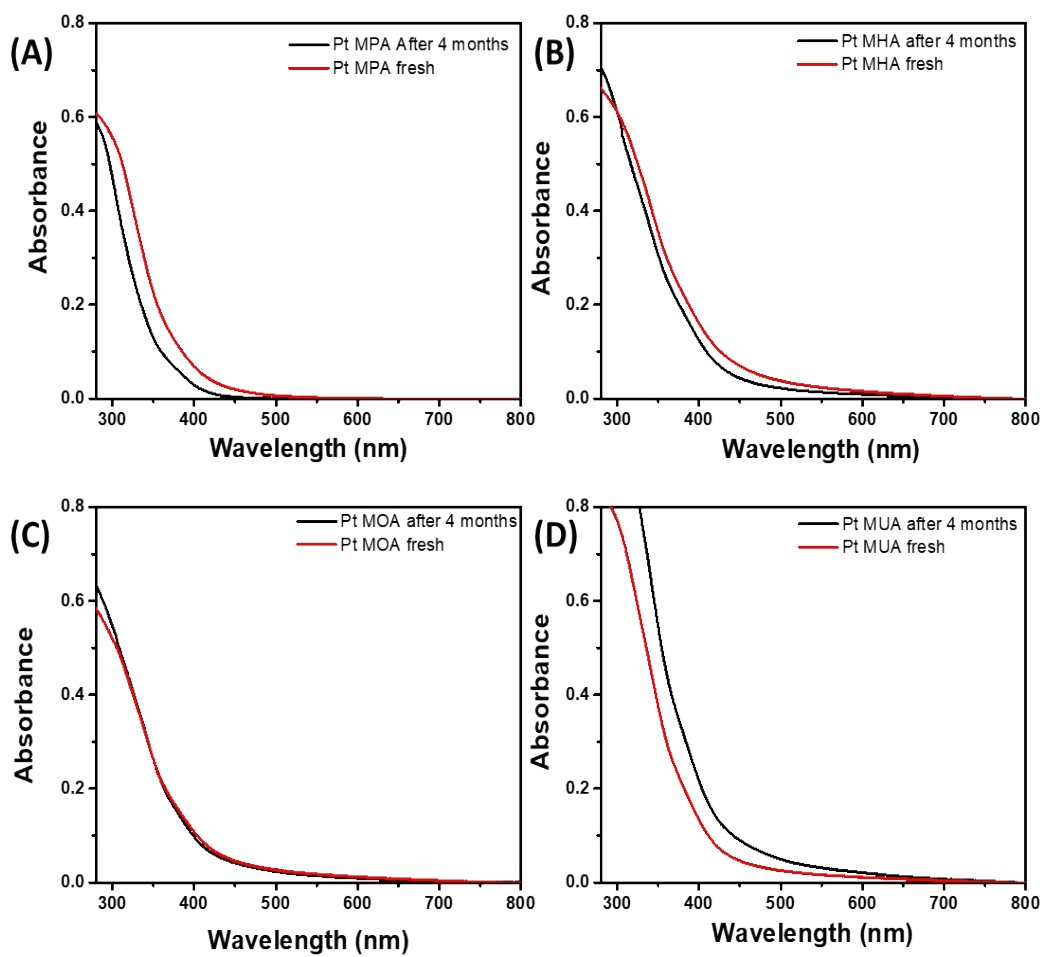 (A)
Pt MPA After 4 months
Pt MPA fresh
0.8
0.6
0.4
0.2
0.0
Absorbance
300 400 500 600 700 800
Wavelength (nm)
(B)
Pt MHA after 4 months
Pt MHA fresh
0.8
0.6
0.4
0.2
0.0
Absorbance
300 400 500 600 700 800
Wavelength (nm)
(C)
Pt MOA after 4 months
Pt MOA fresh
0.8
0.6
0.4
0.2
0.0
Absorbance
300 400 500 600 700 800
Wavelength (nm)
(D)
Pt MUA after 4 months
Pt MUA fresh
0.8
0.6
0.4
0.2
0.0
Absorbance
300 400 500 600 700 800
Wavelength (nm)